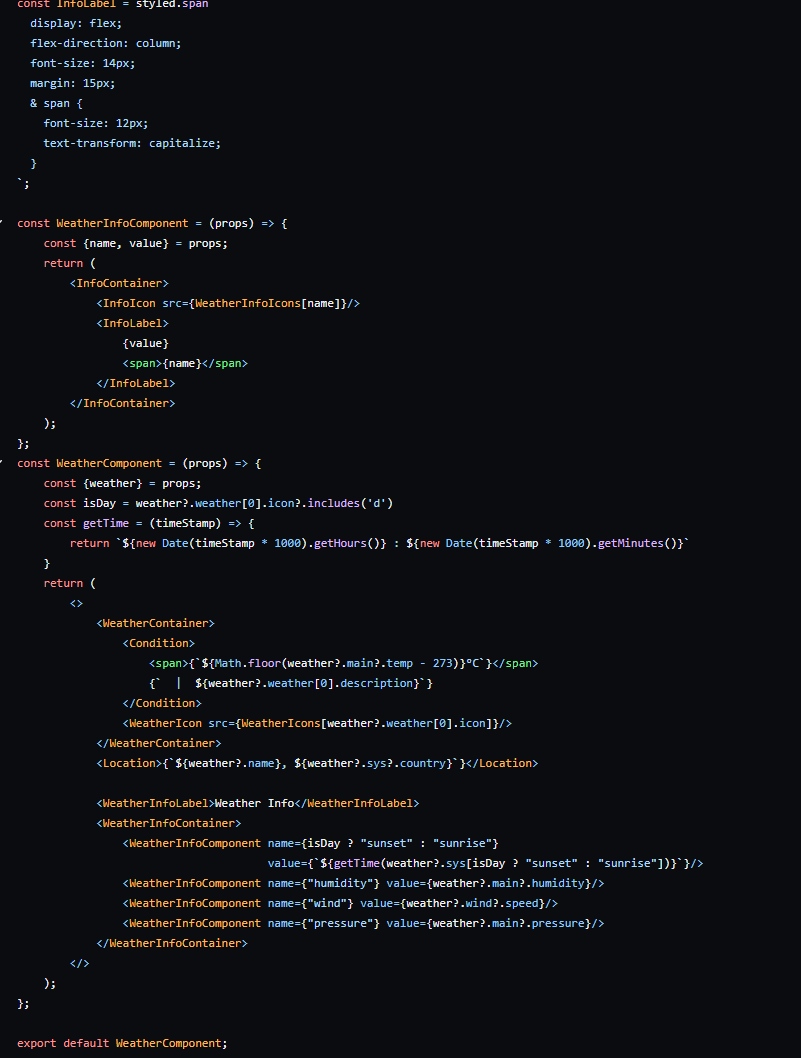 const InfoLabel = styled.span
  display: flex;
  flex-direction: column;
  font-size: 14px;
  margin: 15px;
  & span {
    font-size: 12px;
    text-transform: capitalize;
  }
`;

const WeatherInfoComponent = (props) => {
    const {name, value} = props;
    return (
        <InfoContainer>
            <InfoIcon src={WeatherInfoIcons[name]}/>
            <InfoLabel>
                {value}
                <span>{name}</span>
            </InfoLabel>
        </InfoContainer>
    );
};
const WeatherComponent = (props) => {
    const {weather} = props;
    const isDay = weather?.weather[0].icon?.includes('d')
    const getTime = (timeStamp) => {
        return `${new Date(timeStamp * 1000).getHours()} : ${new Date(timeStamp * 1000).getMinutes()}`
    }
    return (
        <>
            <WeatherContainer>
                <Condition>
                    <span>{`${Math.floor(weather?.main?.temp - 273)}°C`}</span>
                    {`  |  ${weather?.weather[0].description}`}
                </Condition>
                <WeatherIcon src={WeatherIcons[weather?.weather[0].icon]}/>
            </WeatherContainer>
            <Location>{`${weather?.name}, ${weather?.sys?.country}`}</Location>

            <WeatherInfoLabel>Weather Info</WeatherInfoLabel>
            <WeatherInfoContainer>
                <WeatherInfoComponent name={isDay ? "sunset" : "sunrise"}
                                      value={`${getTime(weather?.sys[isDay ? "sunset" : "sunrise"])}`}/>
                <WeatherInfoComponent name={"humidity"} value={weather?.main?.humidity}/>
                <WeatherInfoComponent name={"wind"} value={weather?.wind?.speed}/>
                <WeatherInfoComponent name={"pressure"} value={weather?.main?.pressure}/>
            </WeatherInfoContainer>
        </>
    );
};

export default WeatherComponent;